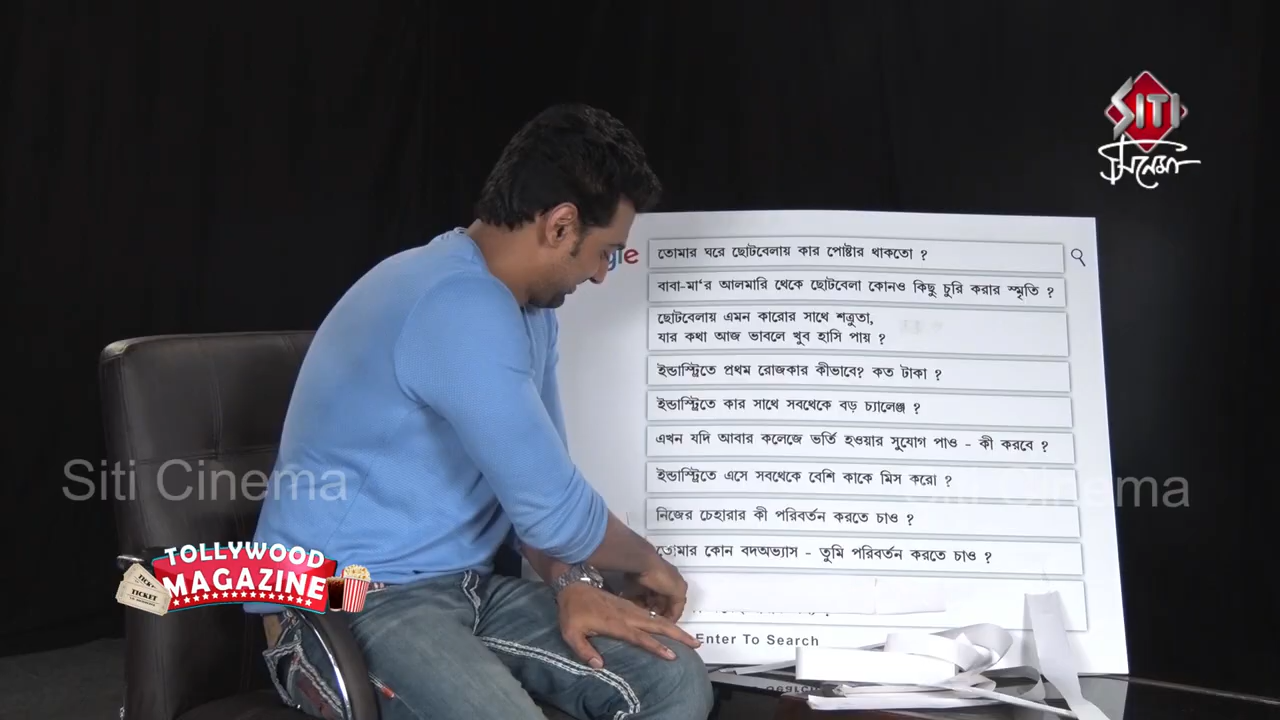 SITI
সিনেমা
gle
তোমার ঘরে ছোটবেলায় কার পোষ্টার থাকতো ?
বাবা-মা'র আলমারি থেকে ছোটবেলা কোনও কিছু চুরি করার স্মৃতি ?
ছোটবেলায় এমন কারোর সাথে শত্রুতা,
যার কথা আজ ভাবলে খুব হাসি পায় ?
ইন্ডাস্ট্রিতে প্রথম রোজকার কীভাবে? কত টাকা ?
ইন্ডাস্ট্রিতে কার সাথে সবথেকে বড় চ্যালেঞ্জ ?
এখন যদি আবার কলেজে ভর্তি হওয়ার সুযোগ পাও - কী করবে ?
ইন্ডাস্ট্রিতে এসে সবথেকে বেশি কাকে মিস করো ?
Siti Cinema
Siti Cinema
নিজের চেহারার কী পরিবর্তন করতে চাও ?
তোমার কোন বদঅভ্যাস - তুমি পরিবর্তন করতে চাও ?
Enter To Search
TOLLYWOOD
MAGAZINE
TICKET